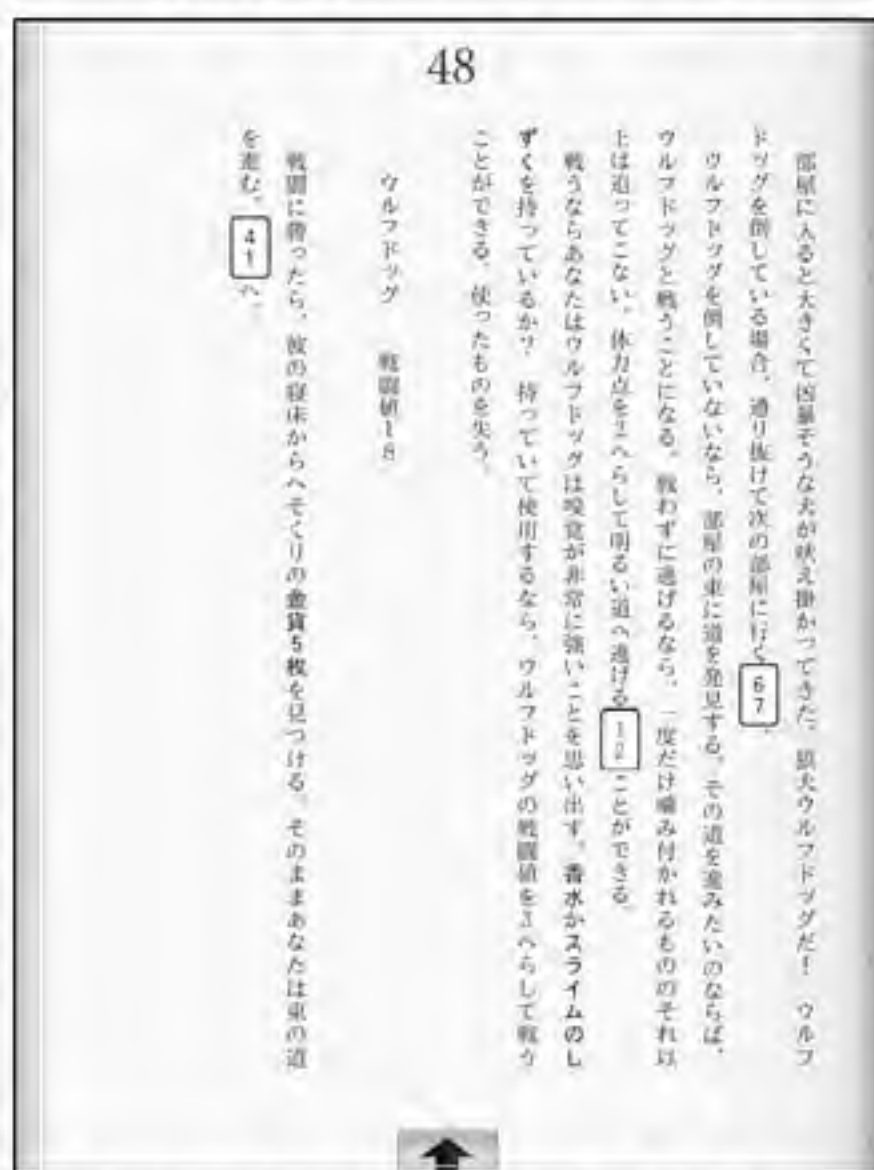 48
部屋に入ると大きくて凶暴そうな犬が吠え掛かってきた。狼犬ウルフドッグだ! ウルフ
ドッグを倒している場合、通り抜けて次の部屋に行く67。
ウルフドッグを倒していないなら、部屋の東に道を発見する。その道を進みたいのならば、
ウルフドッグと戦うことになる。戦わずに逃げるなら、一度だけ噛み付かれるもののそれ以
上は追ってこない。体力点を2へらして明るい道へ逃げる12ことができる。
戦うならあなたはウルフドッグは嗅覚が非常に強いことを思い出す。香水かスライムのし
ずくを持っているか? 持っていて使用するなら、ウルフドッグの戦闘値を3へらして戦う
ことができる。使ったものを失う。
ウルフドッグ 戦闘値18
戦闘に勝ったら、彼の寝床からへそくりの金貨5枚を見つける。そのままあなたは東の道
を進む。41へ。